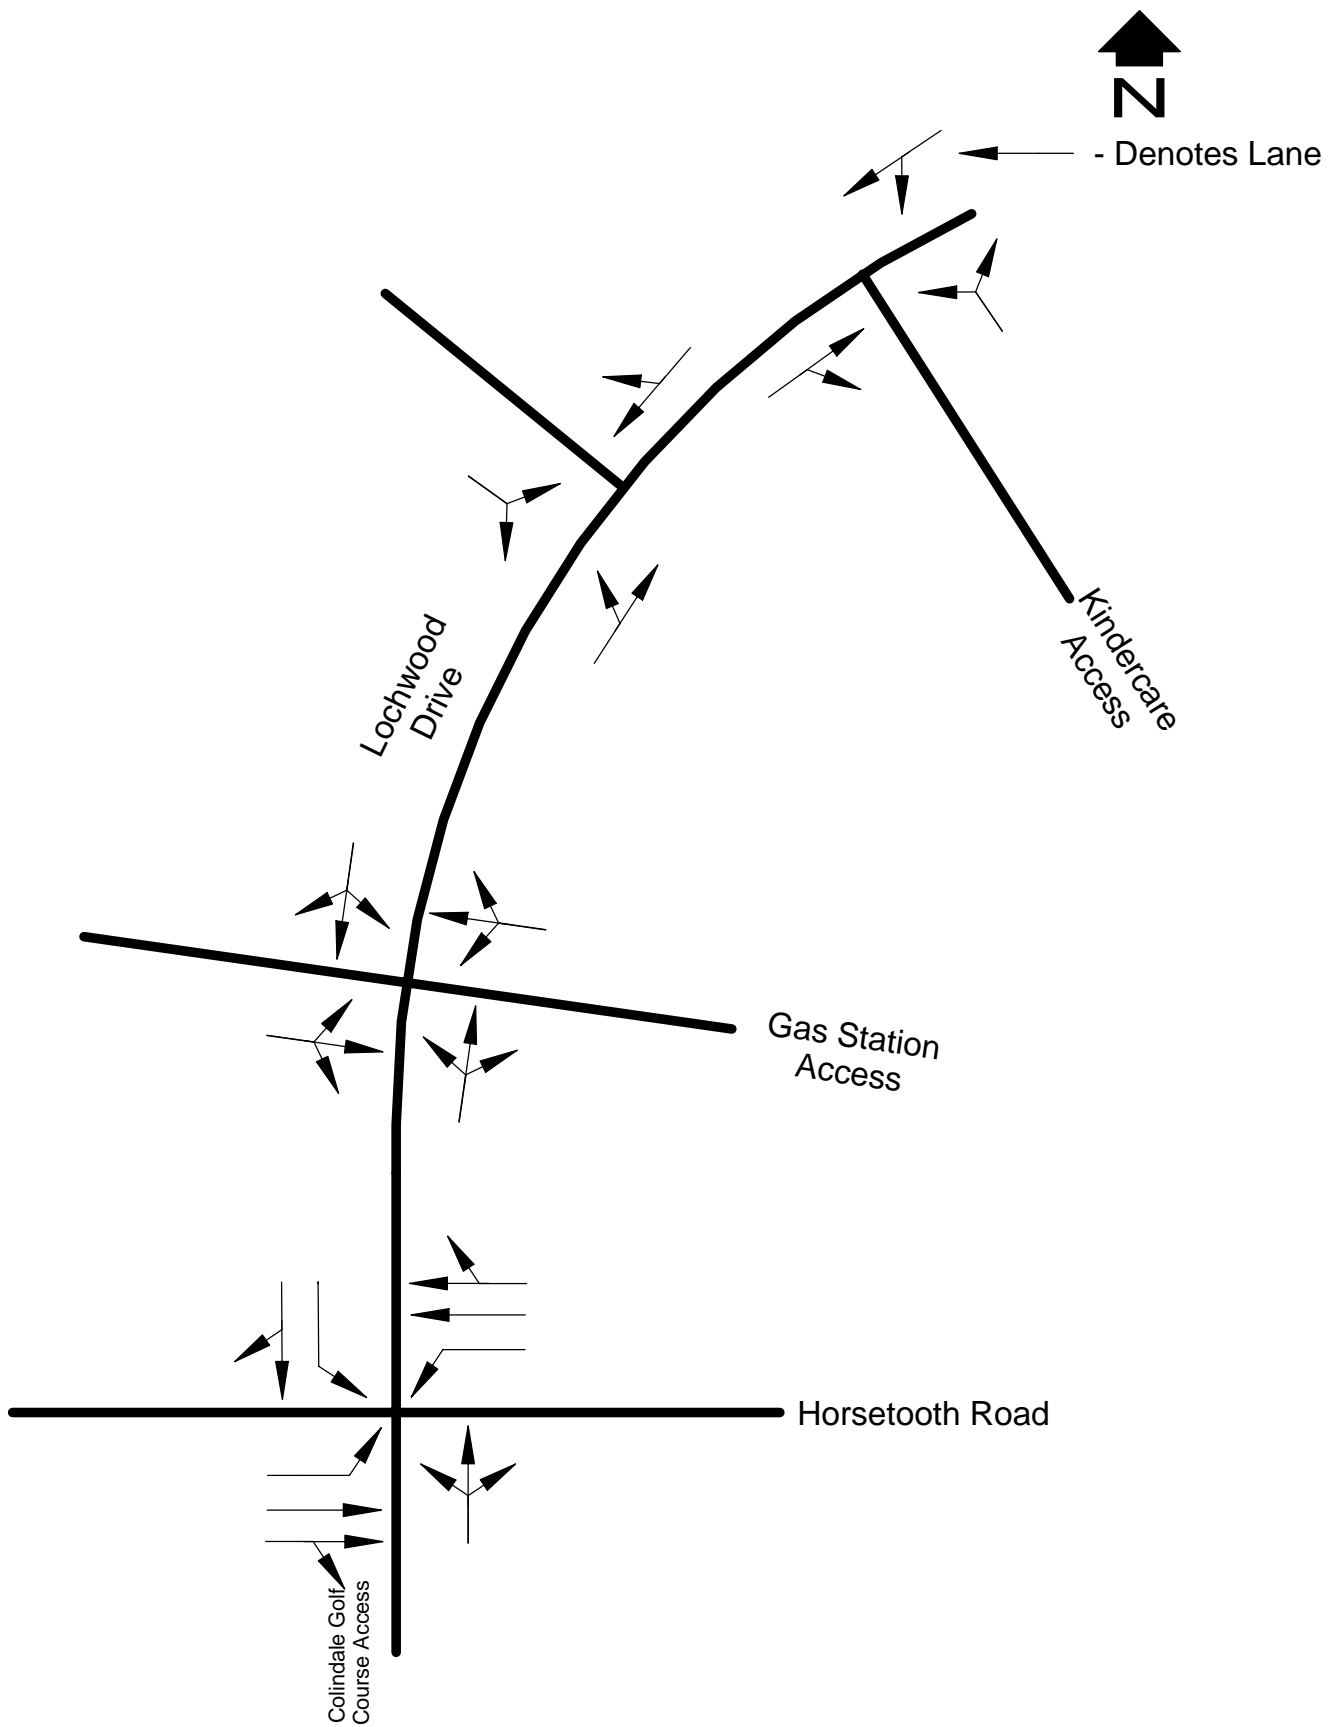 N
- Denotes Lane
Kindercare
Access
Lochwood
Drive
Gas Station
Access
Horsetooth Road
Colindale Golf
Course Access